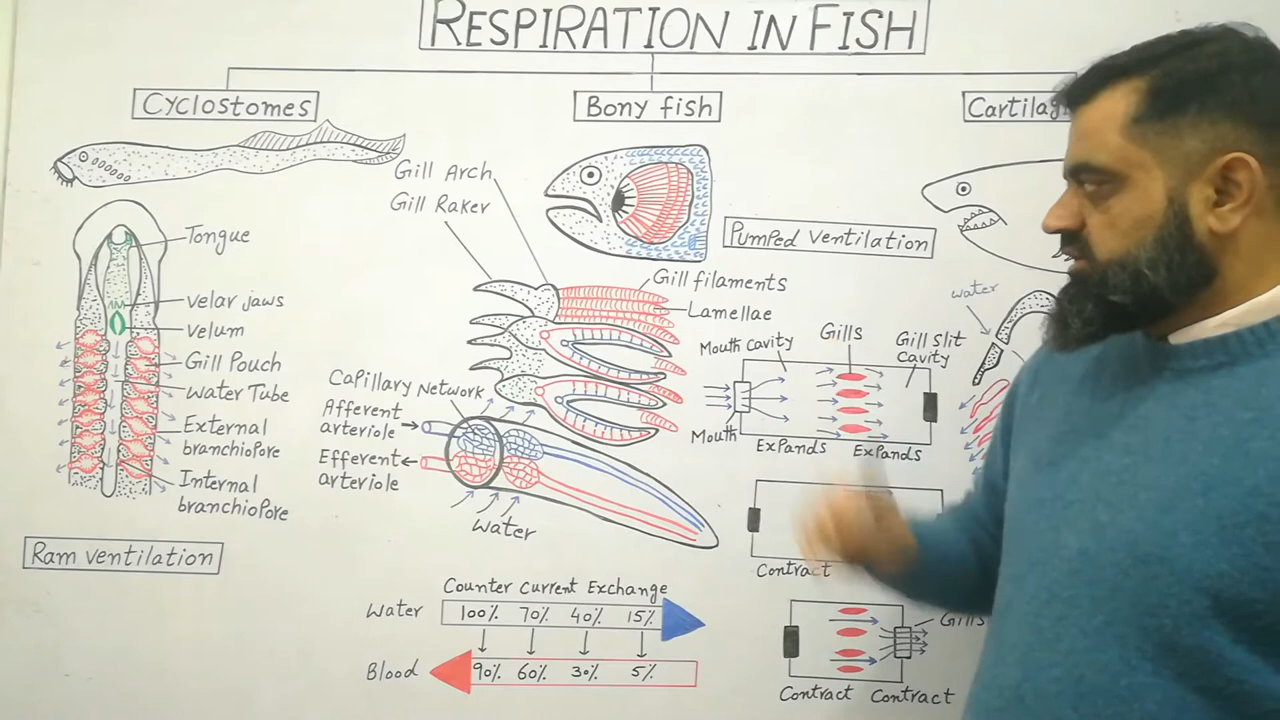 RESPIRATION IN FISH
Cyclostomes
Bony fish
Cartilag
Tongue
velar jaws
velum
Gill Pouch
Water Tube
External
branchiopore
Internal
branchiopore
Ram ventilation
Gill Arch
Gill Raker
Gill filaments
Lamellae
Capillary Network
Afferent
arteriole
Efferent
arteriole
Water
Counter Current Exchange
Water 100% 70% 40% 15%
Blood 90% 60% 30% 5%
Pumped Ventilation
Mouth cavity
Gills
Gill slit
cavity
Mouth
Expands Expands
Contract
Gills
Contract Contract
water